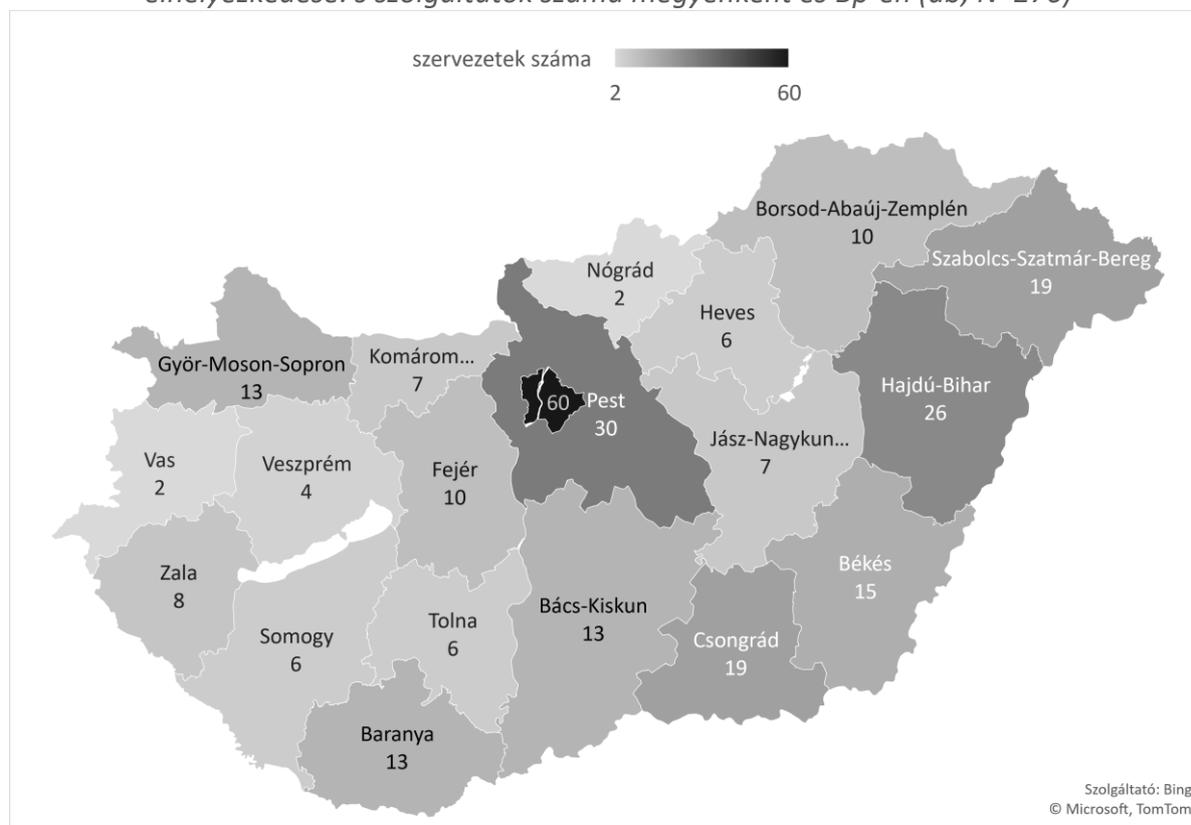 szervezetek száma
2 60
Borsod-Abaúj-Zemplén
10
Szabolcs-Szatmár-Bereg
19
Nógrád
2
Heves
6
Györ-Moson-Sopron
13
Komárom...
7
60
Pest
30
Hajdú-Bihar
26
Vas
2
Veszprém
4
Fejér
10
Jász-Nagykun...
7
Zala
8
Békés
15
Somogy
6
Tolna
6
Bács-Kiskun
13
Csongrád
19
Baranya
13
Szolgáltató: Bing
© Microsoft, TomTom